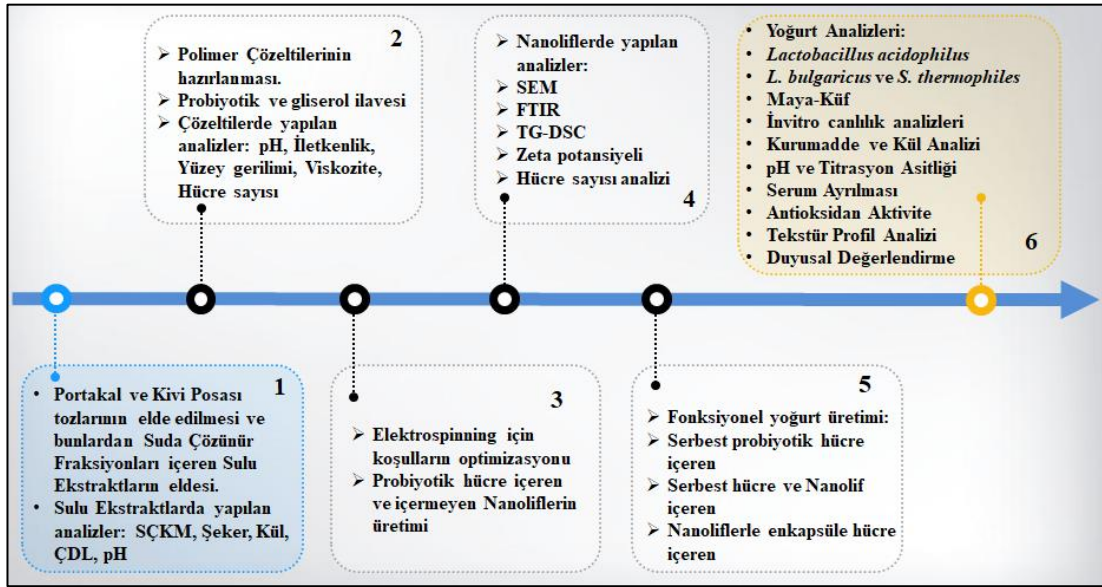 2
Polimer Çözeltilerinin
hazırlanması.
Probiyotik ve gliserol ilavesi
Çözeltilerde yapılan
analizler: pH, İletkenlik,
Yüzey gerilimi, Viskozite,
Hücre sayısı
Nanoliflerde yapılan
analizler:
SEM
FTIR
TG-DSC
Zeta potansiyeli
Hücre sayısı analizi
4
Yoğurt Analizleri:
Lactobacillus acidophilus
L. bulgaricus ve S. thermophiles
Maya-Küf
İnvitro canlılık analizleri
Kurumadde ve Kül Analizi
pH ve Titrasyon Asitliği
Serum Ayrılması
Antioksidan Aktivite
Tekstür Profil Analizi
Duyusal Değerlendirme
6
1
Portakal ve Kivi Posası
tozlarının elde edilmesi ve
bunlardan Suda Çözünür
Fraksiyonları içeren Sulu
Ekstraktların eldesi.
Sulu Ekstraktlarda yapılan
analizler: SÇKM, Şeker, Kül,
ÇDL, pH
3
Elektrospinning için
koşulların optimizasyonu
Probiyotik hücre içeren
ve içermeyen Nanoliflerin
üretimi
5
Fonksiyonel yoğurt üretimi:
Serbest probiyotik hücre
içeren
Serbest hücre ve Nanolif
içeren
Nanoliflerle enkapsüle hücre
içeren